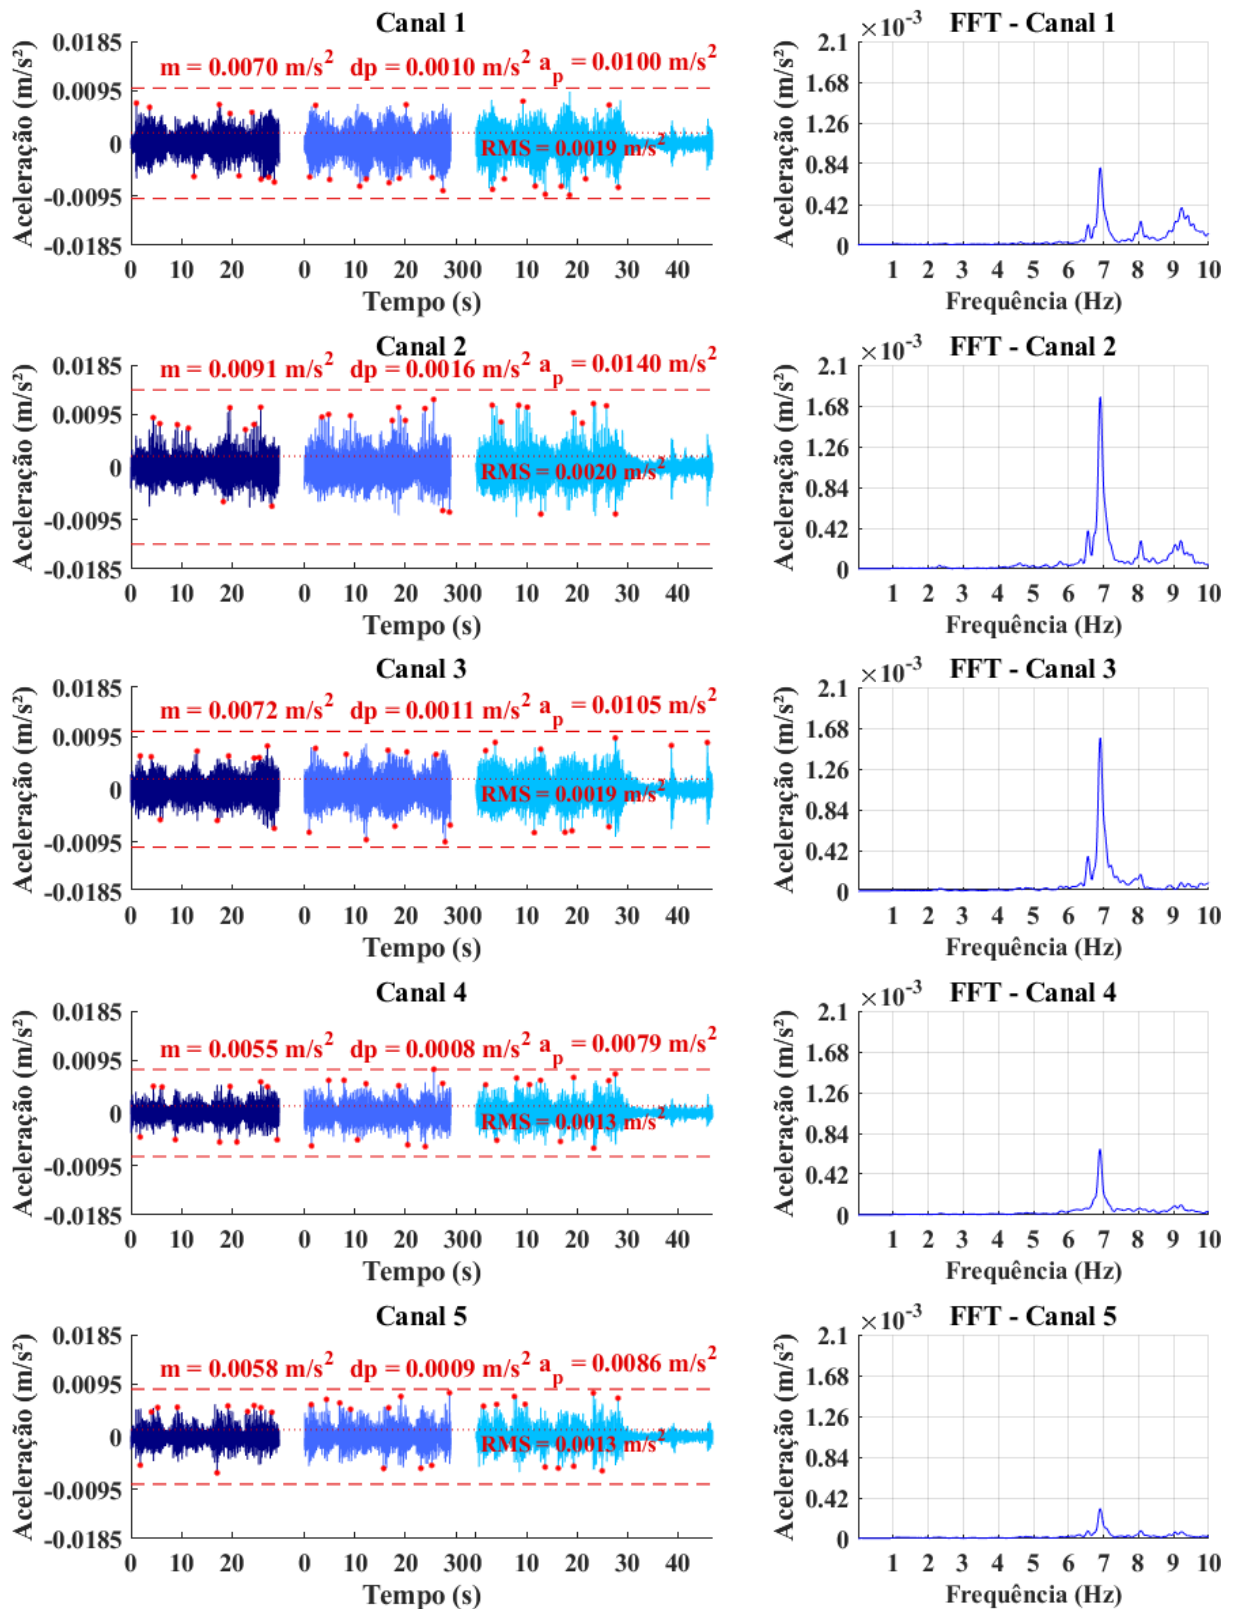 Canal 1
m = 0.0070 m/s² dp = 0.0010 m/s² a_p = 0.0100 m/s²
RMS = 0.0019 m/s²
Aceleração (m/s²)
0.0185
0.0095
0
-0.0095
-0.0185
0 10 20 0 10 20 300 10 20 30 40
Tempo (s)
FFT - Canal 1
×10⁻³
Aceleração (m/s²)
2.1
1.68
1.26
0.84
0.42
0
1 2 3 4 5 6 7 8 9 10
Frequência (Hz)
Canal 2
m = 0.0091 m/s² dp = 0.0016 m/s² a_p = 0.0140 m/s²
RMS = 0.0020 m/s²
Aceleração (m/s²)
0.0185
0.0095
0
-0.0095
-0.0185
0 10 20 0 10 20 300 10 20 30 40
Tempo (s)
FFT - Canal 2
×10⁻³
Aceleração (m/s²)
2.1
1.68
1.26
0.84
0.42
0
1 2 3 4 5 6 7 8 9 10
Frequência (Hz)
Canal 3
m = 0.0072 m/s² dp = 0.0011 m/s² a_p = 0.0105 m/s²
RMS = 0.0019 m/s²
Aceleração (m/s²)
0.0185
0.0095
0
-0.0095
-0.0185
0 10 20 0 10 20 300 10 20 30 40
Tempo (s)
FFT - Canal 3
×10⁻³
Aceleração (m/s²)
2.1
1.68
1.26
0.84
0.42
0
1 2 3 4 5 6 7 8 9 10
Frequência (Hz)
Canal 4
m = 0.0055 m/s² dp = 0.0008 m/s² a_p = 0.0079 m/s²
RMS = 0.0013 m/s²
Aceleração (m/s²)
0.0185
0.0095
0
-0.0095
-0.0185
0 10 20 0 10 20 300 10 20 30 40
Tempo (s)
FFT - Canal 4
×10⁻³
Aceleração (m/s²)
2.1
1.68
1.26
0.84
0.42
0
1 2 3 4 5 6 7 8 9 10
Frequência (Hz)
Canal 5
m = 0.0058 m/s² dp = 0.0009 m/s² a_p = 0.0086 m/s²
RMS = 0.0013 m/s²
Aceleração (m/s²)
0.0185
0.0095
0
-0.0095
-0.0185
0 10 20 0 10 20 300 10 20 30 40
Tempo (s)
FFT - Canal 5
×10⁻³
Aceleração (m/s²)
2.1
1.68
1.26
0.84
0.42
0
1 2 3 4 5 6 7 8 9 10
Frequência (Hz)